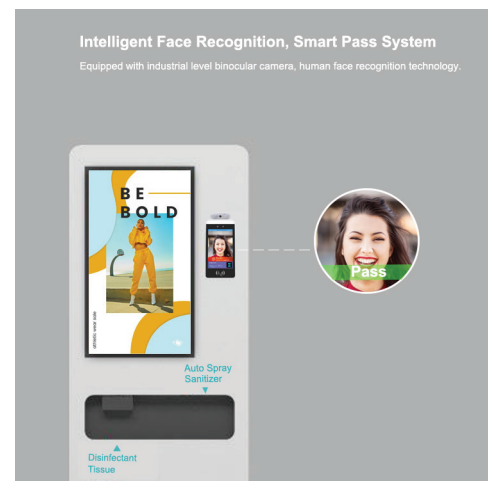 Intelligent Face Recognition, Smart Pass System
Equipped with industrial level binocular camera, human face recognition technology.
BE
BOLD
Pass
Auto Spray
Sanitizer
Disinfectant
Tissue